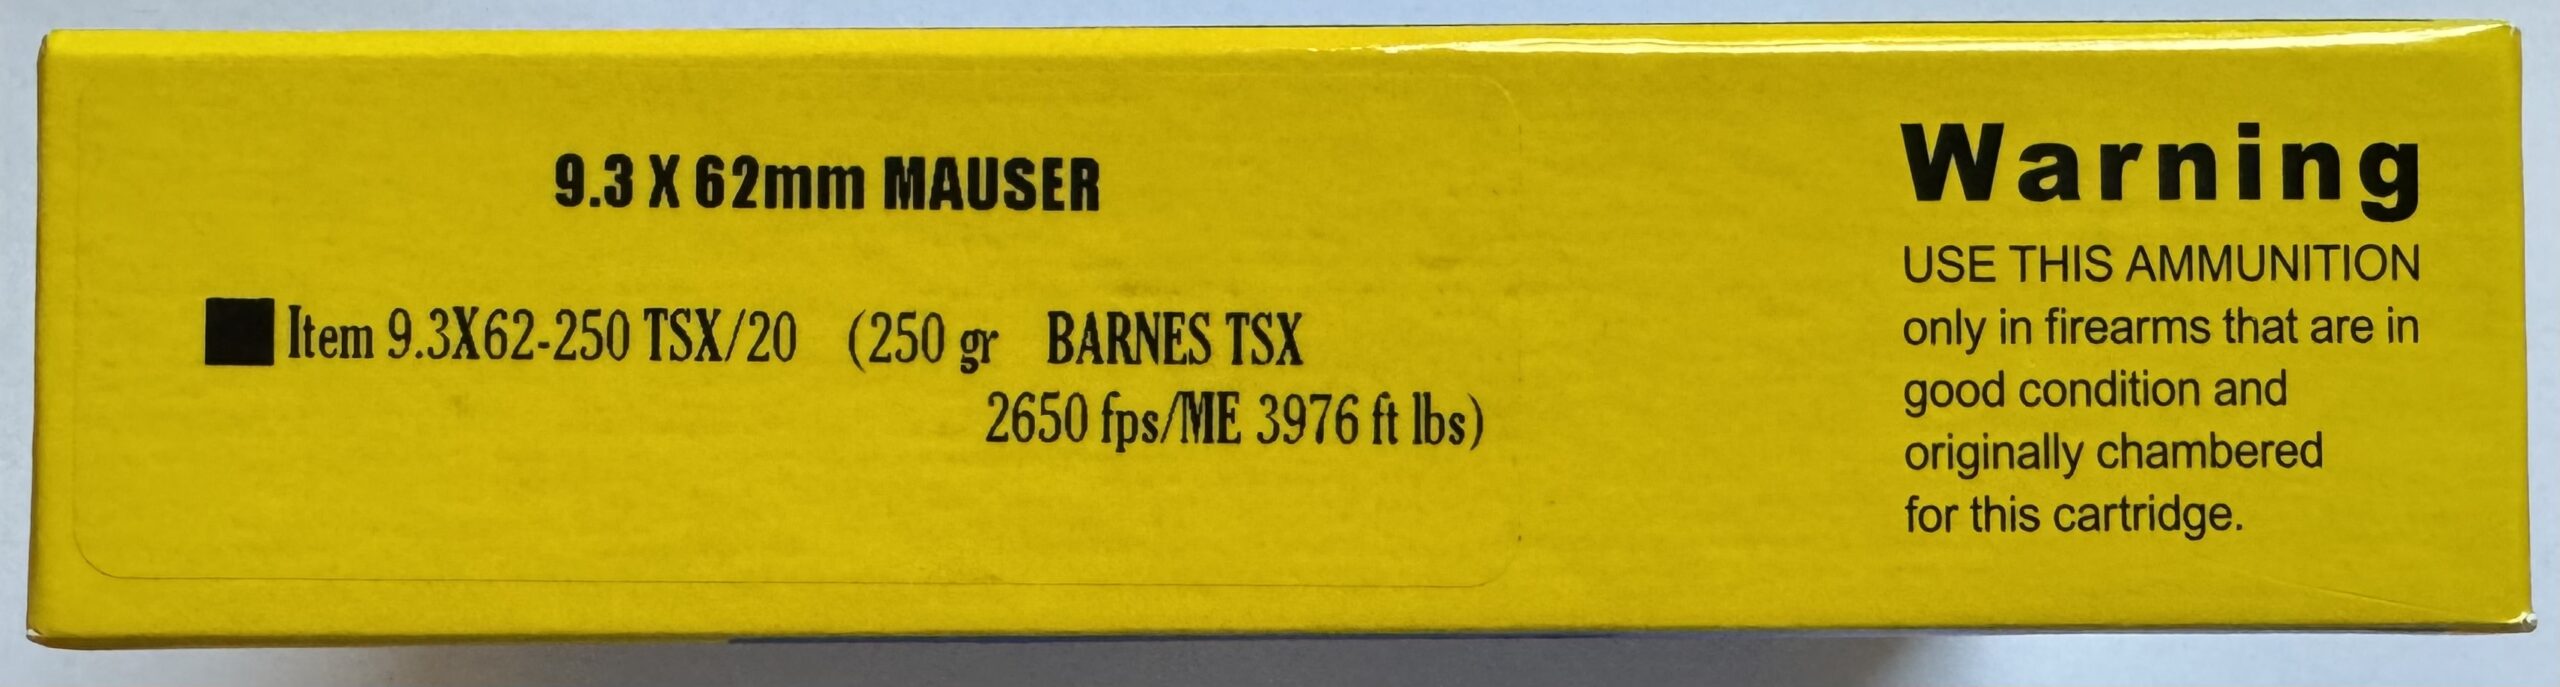 9.3 X 62mm MAUSER
Item 9.3X62-250 TSX/20 (250 gr BARNES TSX
2650 fps/ME 3976 ft lbs)
Warning
USE THIS AMMUNITION
only in firearms that are in
good condition and
originally chambered
for this cartridge.